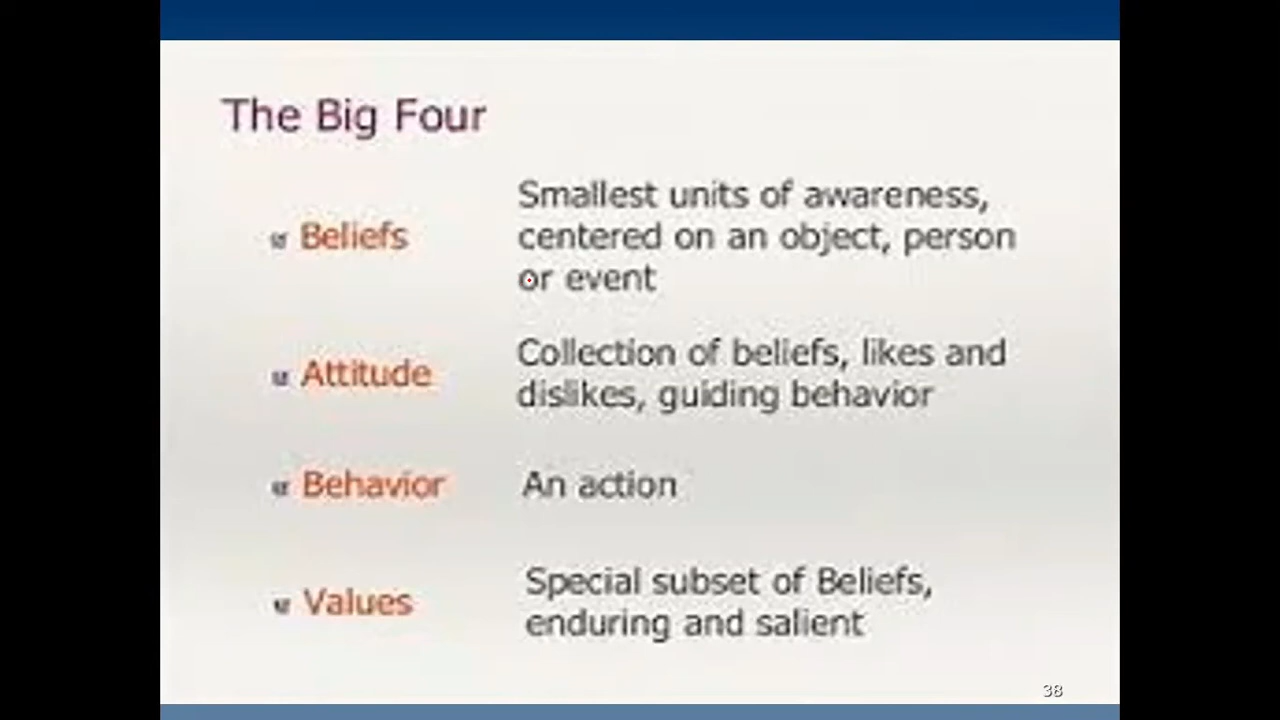 The Big Four
Beliefs
Smallest units of awareness,
centered on an object, person
or event
Attitude
Collection of beliefs, likes and
dislikes, guiding behavior
Behavior
An action
Values
Special subset of Beliefs,
enduring and salient
38